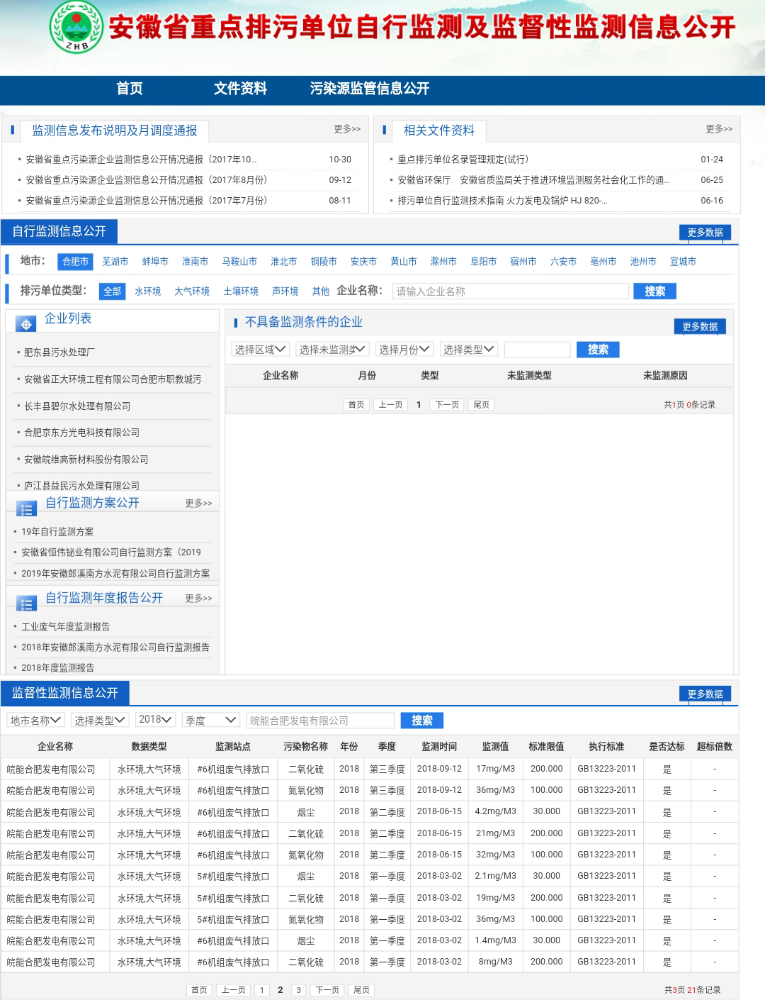 ZHB
安徽省重点排污单位自行监测及监督性监测信息公开
首页 文件资料 污染源监管信息公开
监测信息发布说明及月调度通报 更多>>
安徽省重点污染源企业监测信息公开情况通报（2017年10... 10-30
安徽省重点污染源企业监测信息公开情况通报（2017年8月份） 09-12
安徽省重点污染源企业监测信息公开情况通报（2017年7月份） 08-11
相关文件资料 更多>>
重点排污单位名录管理规定(试行） 01-24
安徽省环保厅　安徽省质监局关于推进环境监测服务社会化工作的通... 06-25
排污单位自行监测技术指南 火力发电及锅炉 HJ 820-... 06-16
自行监测信息公开 更多数据
地市： 合肥市 芜湖市 蚌埠市 淮南市 马鞍山市 淮北市 铜陵市 安庆市 黄山市 滁州市 阜阳市 宿州市 六安市 亳州市 池州市 宣城市
排污单位类型： 全部 水环境 大气环境 土壤环境 声环境 其他 企业名称： 请输入企业名称 搜索
企业列表
肥东县污水处理厂
安徽省正大环境工程有限公司合肥市职教城污
长丰县碧尔水处理有限公司
合肥京东方光电科技有限公司
安徽皖维高新材料股份有限公司
庐江县益民污水处理有限公司
自行监测方案公开 更多>>
19年自行监测方案
安徽省恒伟铋业有限公司自行监测方案（2019
2019年安徽郎溪南方水泥有限公司自行监测方案
自行监测年度报告公开 更多>>
工业废气年度监测报告
2018年安徽郎溪南方水泥有限公司自行监测报告
2018年度监测报告
不具备监测条件的企业 更多数据
选择区域 选择未监测类 选择月份 选择类型 搜索
企业名称 月份 类型 未监测类型 未监测原因
首页 上一页 1 下一页 尾页 共1页 0条记录
监督性监测信息公开 更多数据
地市名称 选择类型 2018 季度 皖能合肥发电有限公司 搜索
企业名称 数据类型 监测站点 污染物名称 年份 季度 监测时间 监测值 标准限值 执行标准 是否达标 超标倍数
皖能合肥发电有限公司 水环境,大气环境 #6机组废气排放口 二氧化硫 2018 第三季度 2018-09-12 17mg/M3 200.000 GB13223-2011 是 -
皖能合肥发电有限公司 水环境,大气环境 #6机组废气排放口 氮氧化物 2018 第三季度 2018-09-12 36mg/M3 100.000 GB13223-2011 是 -
皖能合肥发电有限公司 水环境,大气环境 #6机组废气排放口 烟尘 2018 第二季度 2018-06-15 4.2mg/M3 30.000 GB13223-2011 是 -
皖能合肥发电有限公司 水环境,大气环境 #6机组废气排放口 二氧化硫 2018 第二季度 2018-06-15 21mg/M3 200.000 GB13223-2011 是 -
皖能合肥发电有限公司 水环境,大气环境 #6机组废气排放口 氮氧化物 2018 第二季度 2018-06-15 32mg/M3 100.000 GB13223-2011 是 -
皖能合肥发电有限公司 水环境,大气环境 5#机组废气排放口 烟尘 2018 第一季度 2018-03-02 2.1mg/M3 30.000 GB13223-2011 是 -
皖能合肥发电有限公司 水环境,大气环境 5#机组废气排放口 二氧化硫 2018 第一季度 2018-03-02 19mg/M3 200.000 GB13223-2011 是 -
皖能合肥发电有限公司 水环境,大气环境 5#机组废气排放口 氮氧化物 2018 第一季度 2018-03-02 36mg/M3 100.000 GB13223-2011 是 -
皖能合肥发电有限公司 水环境,大气环境 #6机组废气排放口 烟尘 2018 第一季度 2018-03-02 1.4mg/M3 30.000 GB13223-2011 是 -
皖能合肥发电有限公司 水环境,大气环境 #6机组废气排放口 二氧化硫 2018 第一季度 2018-03-02 8mg/M3 200.000 GB13223-2011 是 -
首页 上一页 1 2 3 下一页 尾页 共3页 21条记录